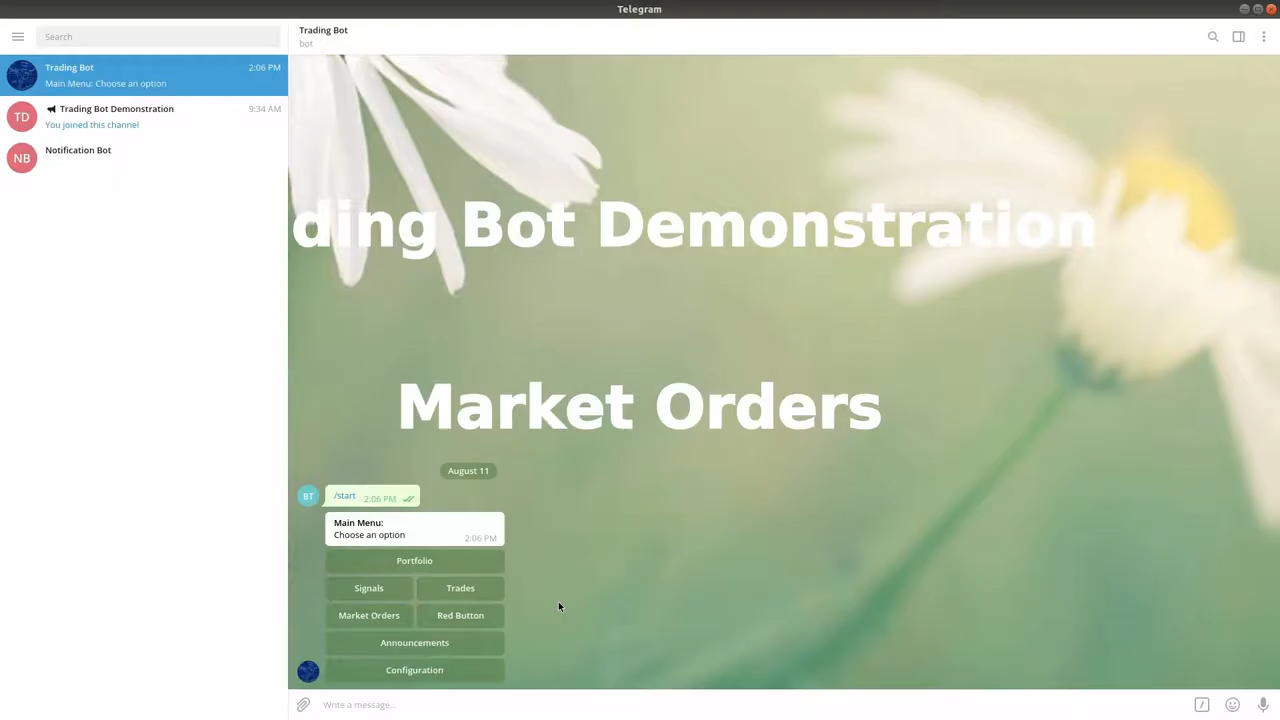 Telegram
Search
Trading Bot
bot
Trading Bot 2:06 PM
Main Menu: Choose an option
TD
Trading Bot Demonstration 9:34 AM
You joined this channel
NB
Notification Bot
ding Bot Demonstration
Market Orders
August 11
BT
/start 2:06 PM
Main Menu:
Choose an option
2:06 PM
Portfolio
Signals Trades
Market Orders Red Button
Announcements
Configuration
Write a message...